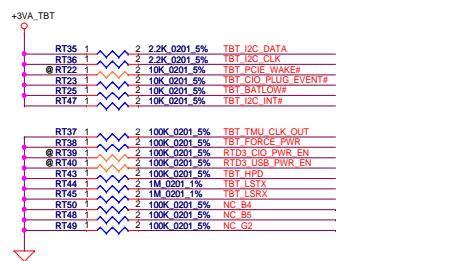 +3VA_TBT
RT35 1 2 2.2K_0201_5% TBT_I2C_DATA
RT36 1 2 2.2K_0201_5% TBT_I2C_CLK
@ RT22 1 2 10K_0201_5% TBT_PCIE_WAKE#
RT23 1 2 10K_0201_5% TBT_CIO_PLUG_EVENT#
RT25 1 2 10K_0201_5% TBT_BATLOW#
RT47 1 2 10K_0201_5% TBT_I2C_INT#
RT37 1 2 100K_0201_5% TBT_TMU_CLK_OUT
RT38 1 2 100K_0201_5% TBT_FORCE_PWR
@ RT39 1 2 100K_0201_5% RTD3_CIO_PWR_EN
@ RT40 1 2 100K_0201_5% RTD3_USB_PWR_EN
RT43 1 2 100K_0201_5% TBT_HPD
RT44 1 2 1M_0201_1% TBT_LSTX
RT45 1 2 1M_0201_1% TBT_LSRX
RT50 1 2 100K_0201_5% NC_B4
RT48 1 2 100K_0201_5% NC_B5
RT49 1 2 100K_0201_5% NC_G2